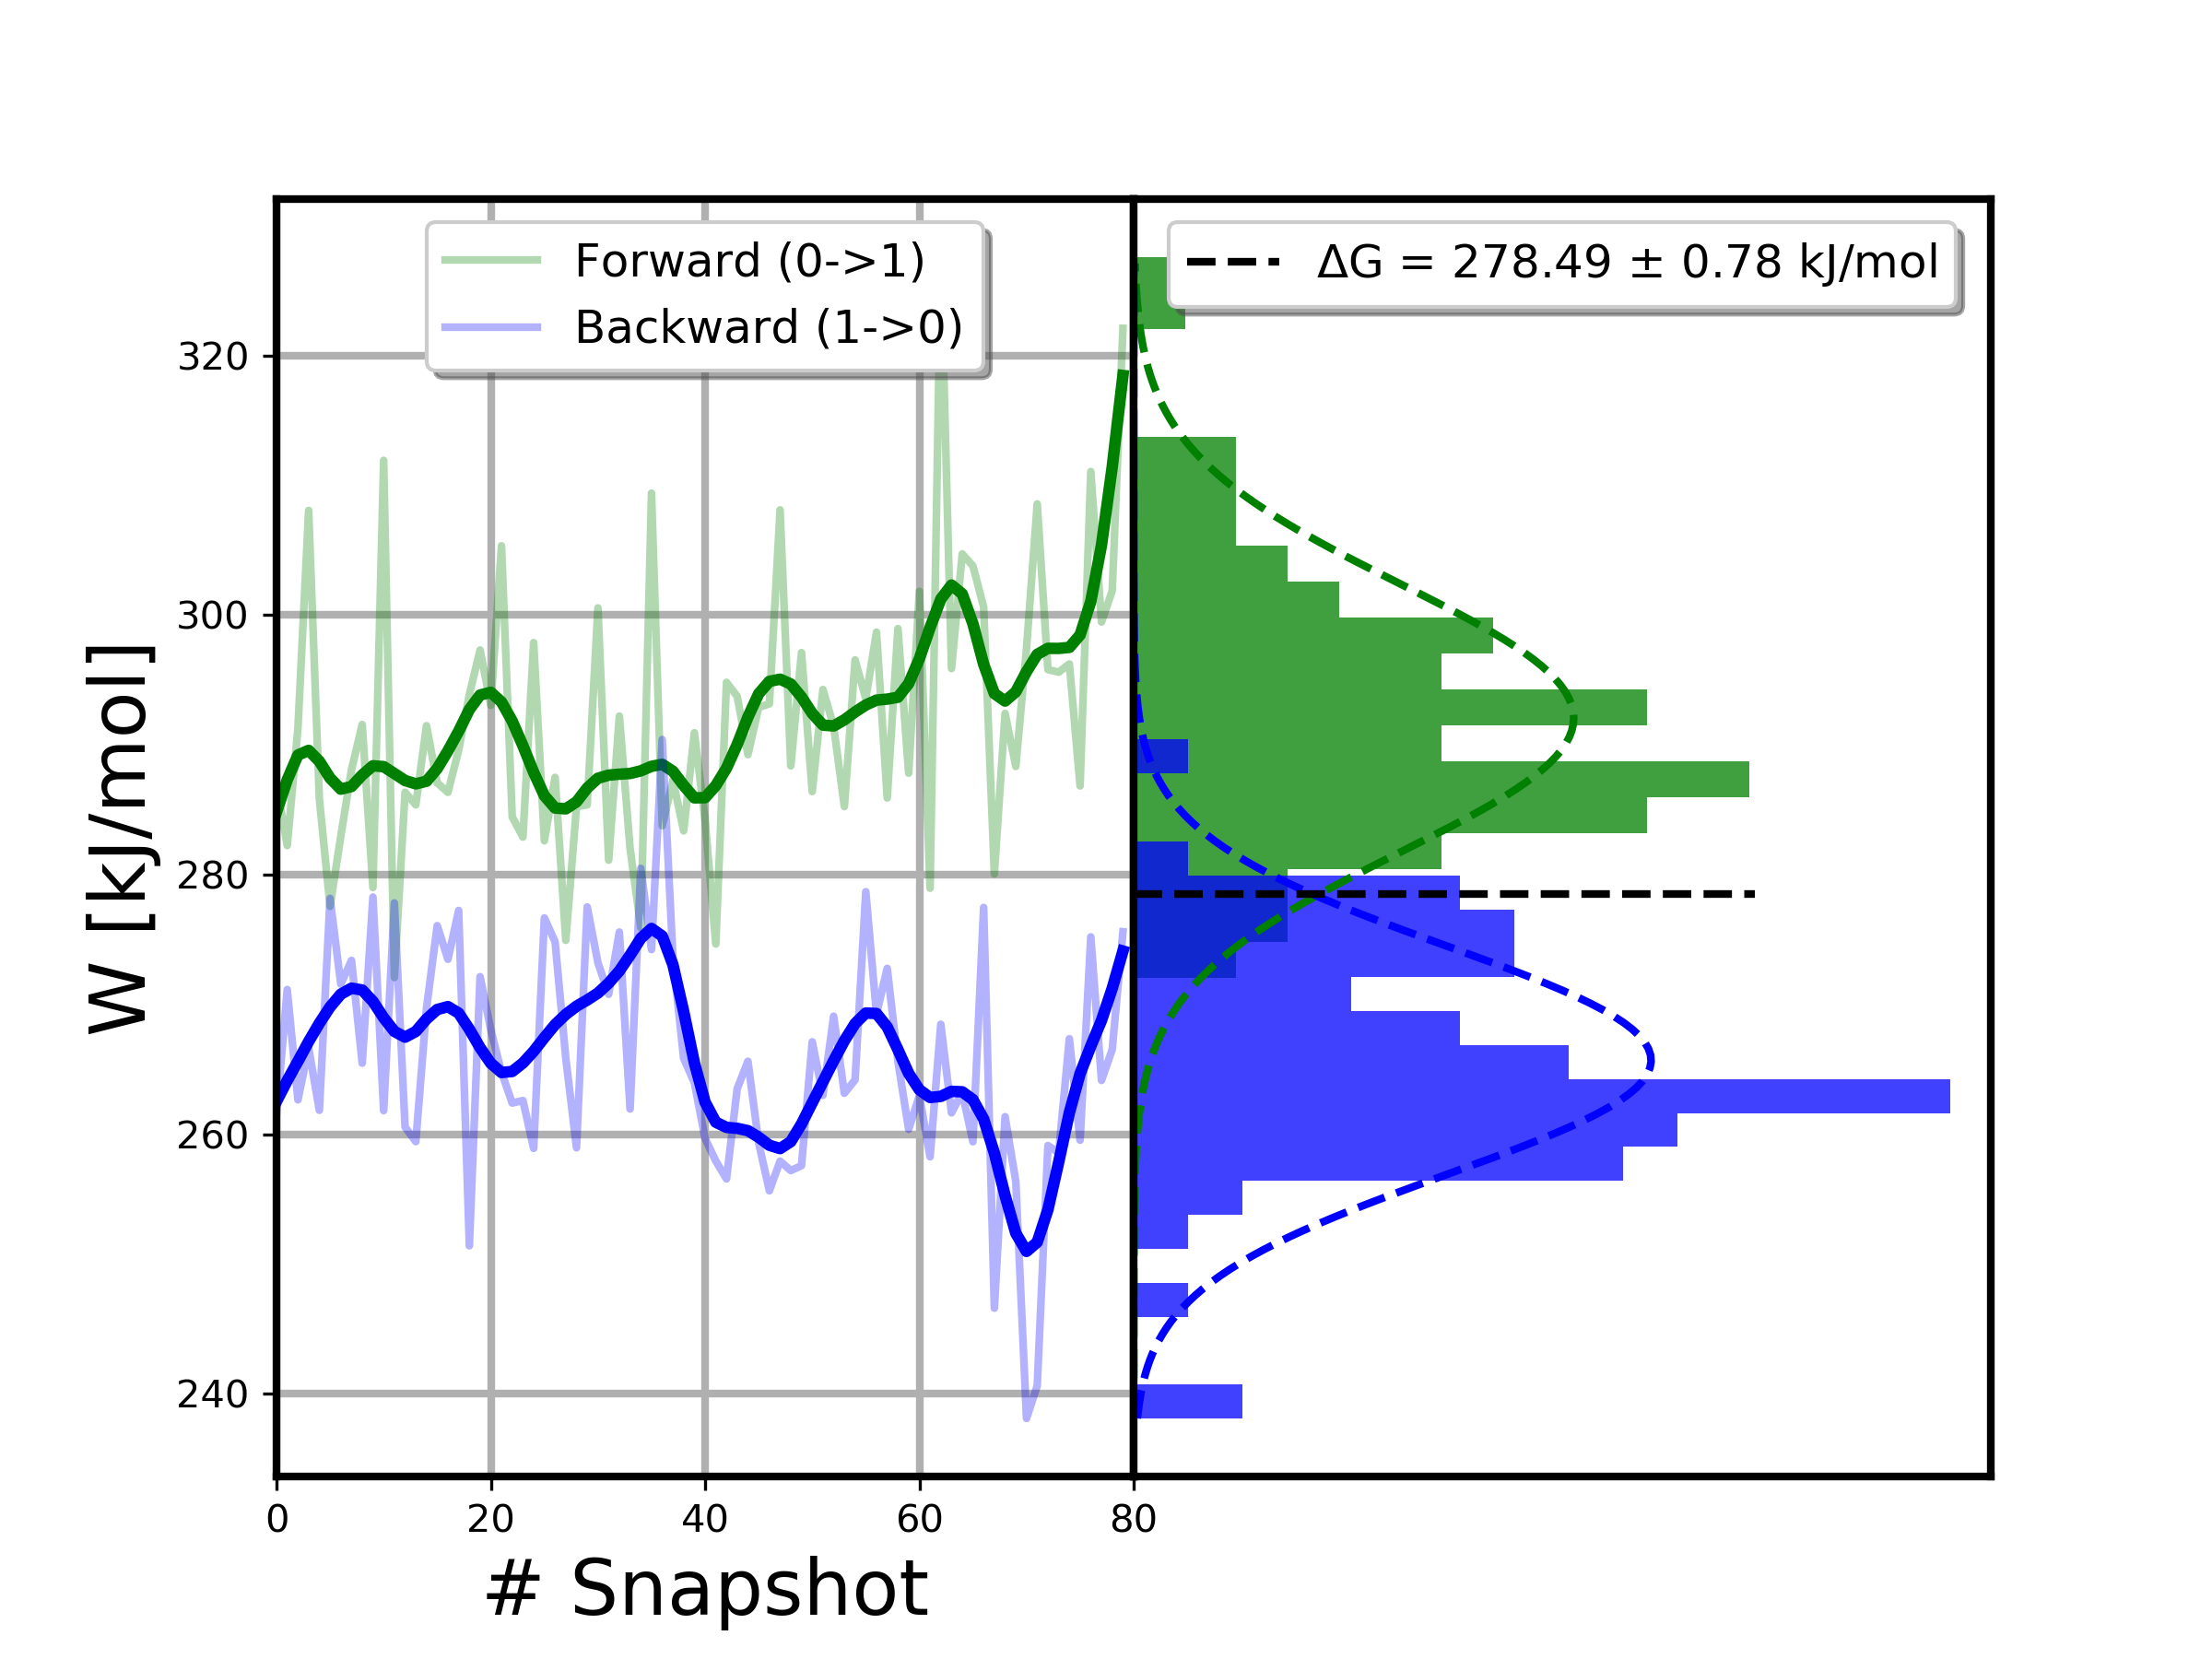 Forward (0->1)
Backward (1->0)
ΔG = 278.49 ± 0.78 kJ/mol
W [kJ/mol]
320
300
280
260
240
0 20 40 60 80
# Snapshot